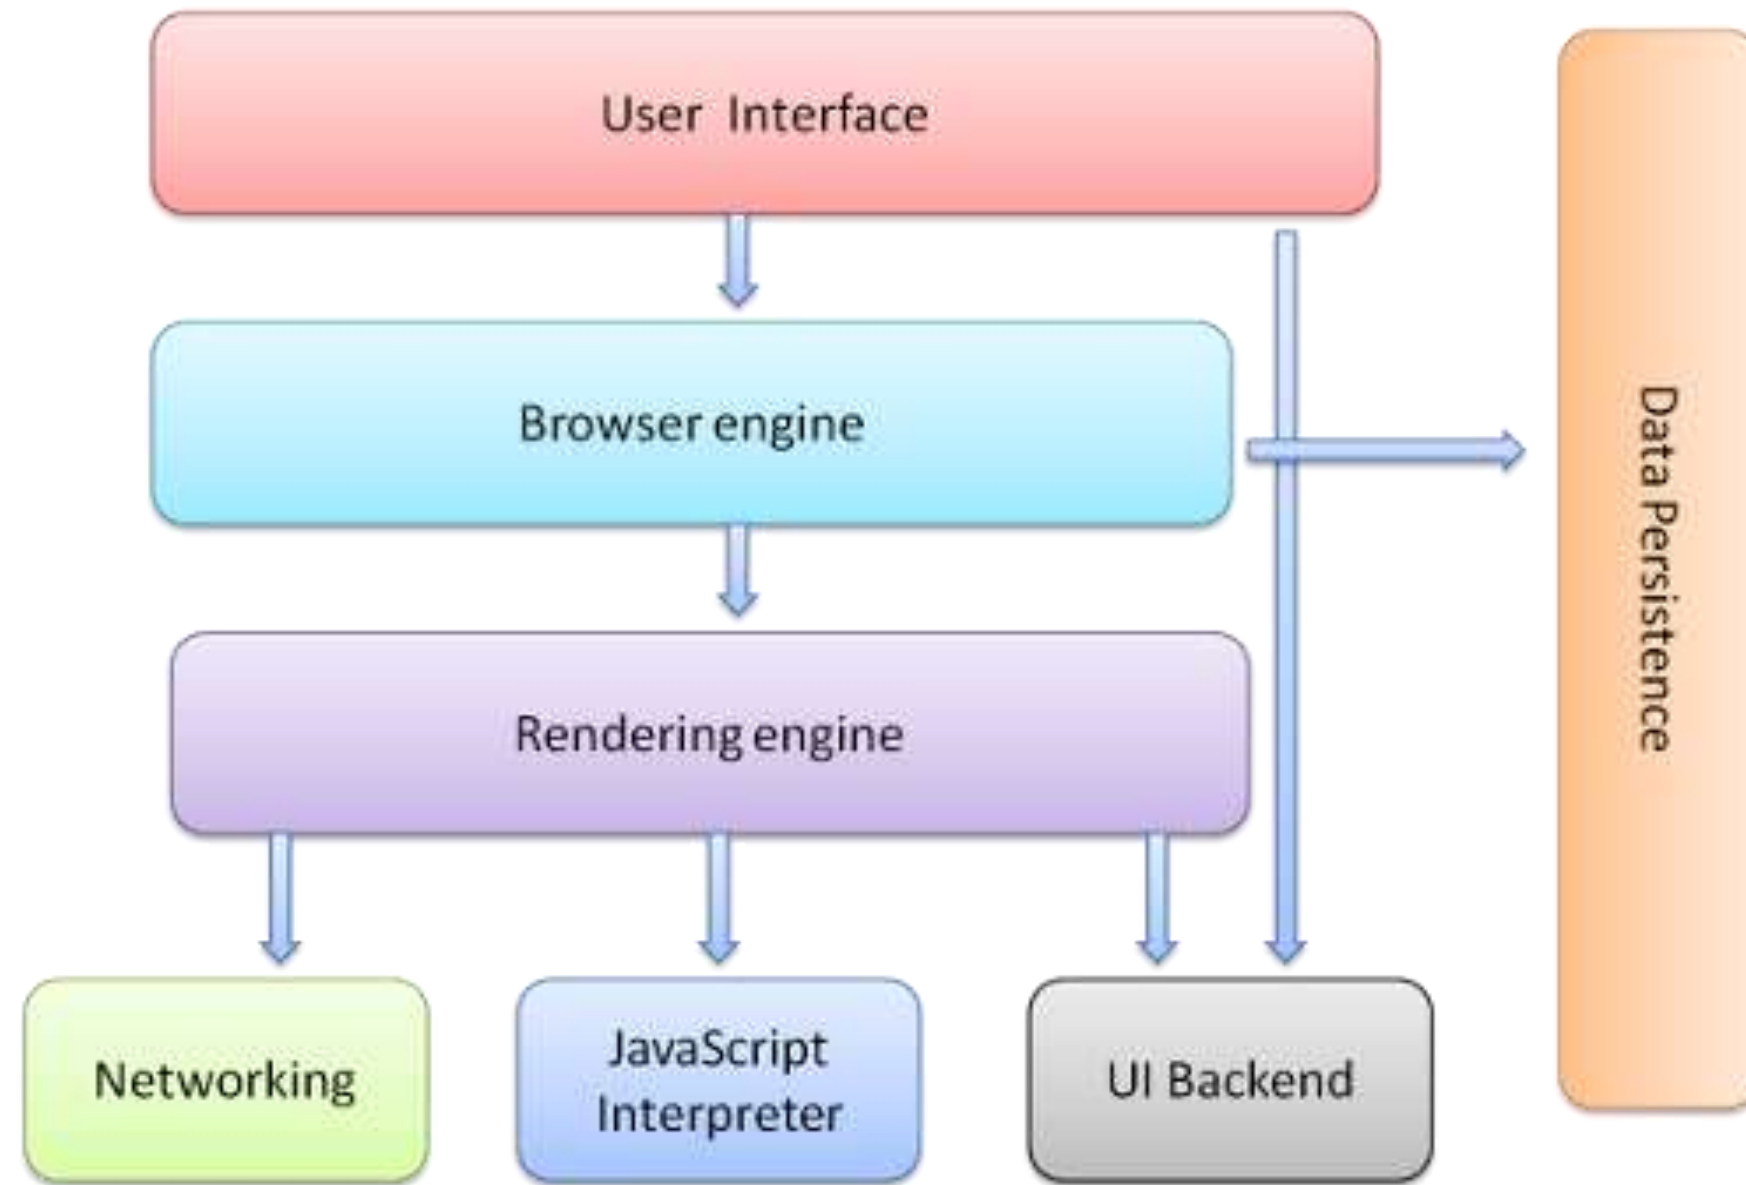 User Interface
Browser engine
Data Persistence
Rendering engine
Networking
JavaScript
Interpreter
UI Backend